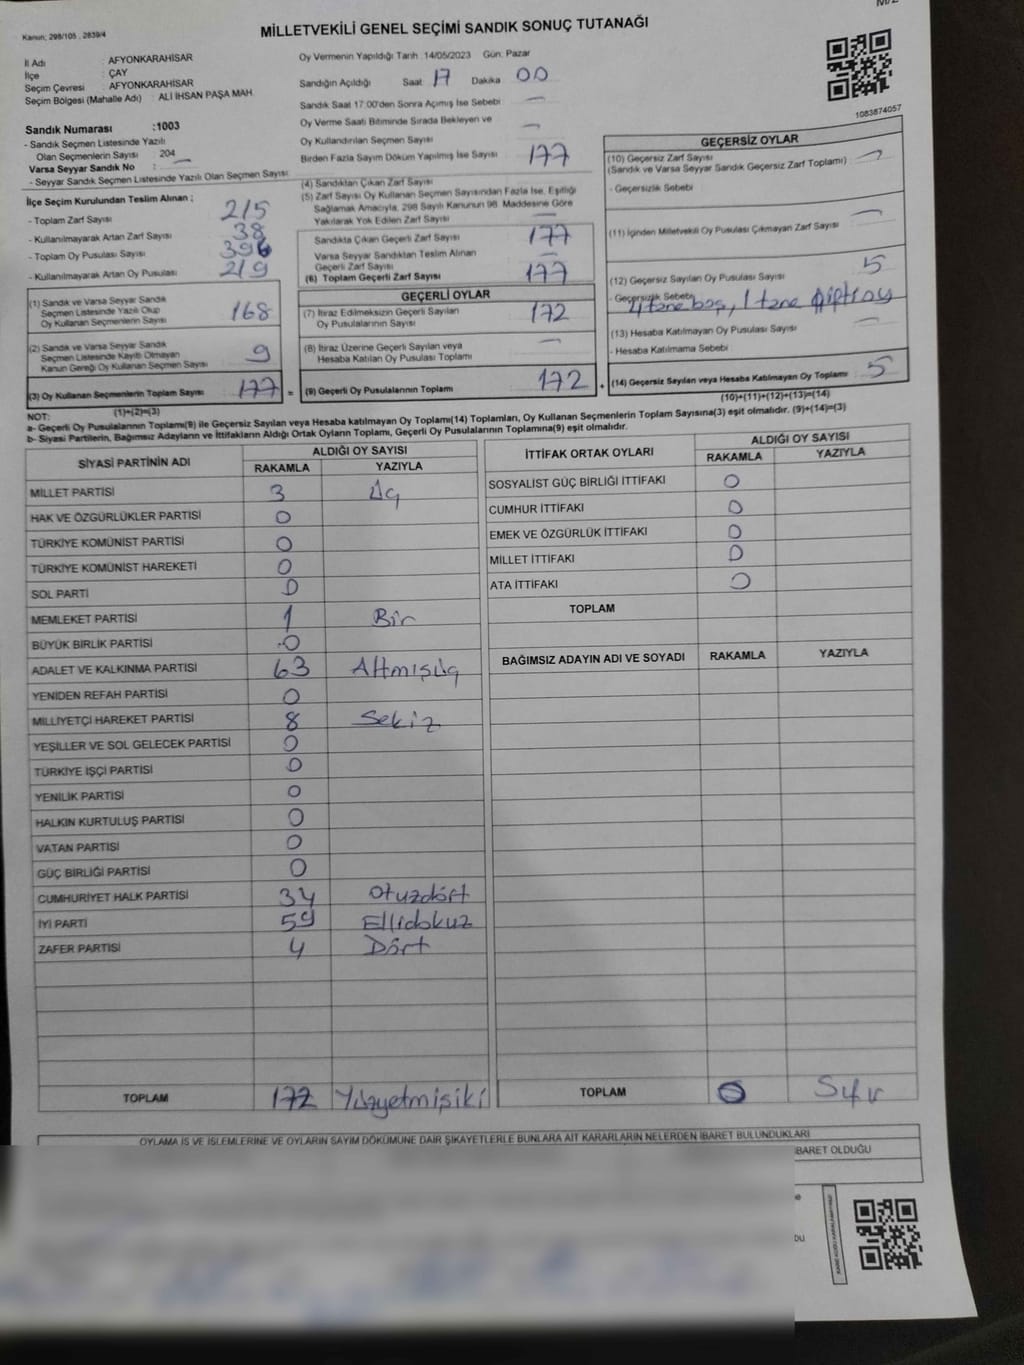 Kanun; 298/105 , 2839/4
MİLLETVEKİLİ GENEL SEÇİMİ SANDIK SONUÇ TUTANAĞI
İl Adı : AFYONKARAHİSAR
İlçe : ÇAY
Seçim Çevresi : AFYONKARAHİSAR
Seçim Bölgesi (Mahalle Adı) : ALİ İHSAN PAŞA MAH.
Sandık Numarası :1003
- Sandık Seçmen Listesinde Yazılı
Olan Seçmenlerin Sayısı : 204
Varsa Seyyar Sandık No : —
- Seyyar Sandık Seçmen Listesinde Yazılı Olan Seçmen Sayısı:
Oy Vermenin Yapıldığı Tarih :14/05/2023 Gün: Pazar
Sandığın Açıldığı Saat 17 Dakika 00
Sandık Saat 17:00'den Sonra Açımış İse Sebebi —
Oy Verme Saati Bitiminde Sırada Bekleyen ve
Oy Kullandırılan Seçmen Sayısı —
Birden Fazla Sayım Döküm Yapılmış İse Sayısı
1083874057
İlçe Seçim Kurulundan Teslim Alınan ;
- Toplam Zarf Sayısı 215
- Kullanılmayarak Artan Zarf Sayısı 38
- Toplam Oy Pusulası Sayısı 396
- Kullanılmayarak Artan Oy Pusulası 219
(1) Sandık ve Varsa Seyyar Sandık
Seçmen Listesinde Yazılı Olup
Oy Kullanan Seçmenlerin Sayısı 168
(2) Sandık ve Varsa Seyyar Sandık
Seçmen Listesinde Kayıtlı Olmayan
Kanun Gereği Oy Kullanan Seçmen Sayısı 9
(3) Oy Kullanan Seçmenlerin Toplam Sayısı 177 =
(1)+(2)=(3)
(4) Sandıktan Çıkan Zarf Sayısı 177
(5) Zarf Sayısı Oy Kullanan Seçmen Sayısından Fazla İse, Eşitliği
Sağlamak Amacıyla, 298 Sayılı Kanunun 98. Maddesine Göre
Yakılarak Yok Edilen Zarf Sayısı —
Sandıkta Çıkan Geçerli Zarf Sayısı 177
Varsa Seyyar Sandıktan Teslim Alınan
Geçerli Zarf Sayısı —
(6) Toplam Geçerli Zarf Sayısı 177
GEÇERLİ OYLAR
(7) İtiraz Edilmeksizin Geçerli Sayılan
Oy Pusulalarının Sayısı 172
(8) İtiraz Üzerine Geçerli Sayılan veya
Hesaba Katılan Oy Pusulası Toplamı —
(9) Geçerli Oy Pusulalarının Toplamı 172 +
GEÇERSİZ OYLAR
(10) Geçersiz Zarf Sayısı
(Sandık ve Varsa Seyyar Sandık Geçersiz Zarf Toplamı) —
- Geçersizlik Sebebi :
(11) İçinden Milletvekili Oy Pusulası Çıkmayan Zarf Sayısı —
(12) Geçersiz Sayılan Oy Pusulası Sayısı 5
- Geçersizlik Sebebi 4 tane boş, 1 tane
(13) Hesaba Katılmayan Oy Pusulası Sayısı —
- Hesaba Katılmama Sebebi :
(14) Geçersiz Sayılan veya Hesaba Katılmayan Oy Toplamı 5
(10)+(11)+(12)+(13)=(14)
NOT:
a- Geçerli Oy Pusulalarının Toplamı(9) ile Geçersiz Sayılan veya Hesaba katılmayan Oy Toplamı(14) Toplamları, Oy Kullanan Seçmenlerin Toplam Sayısına(3) eşit olmalıdır. (9)+(14)=(3)
b- Siyasi Partilerin, Bağımsız Adayların ve İttifakların Aldığı Ortak Oyların Toplamı, Geçerli Oy Pusulalarının Toplamına(9) eşit olmalıdır.
SİYASİ PARTİNİN ADI
ALDIĞI OY SAYISI
RAKAMLA YAZIYLA
MİLLET PARTİSİ 3 Üç
HAK VE ÖZGÜRLÜKLER PARTİSİ 0
TÜRKİYE KOMÜNİST PARTİSİ 0
TÜRKİYE KOMÜNİST HAREKETİ 0
SOL PARTİ 0
MEMLEKET PARTİSİ 1 Bir
BÜYÜK BİRLİK PARTİSİ 0
ADALET VE KALKINMA PARTİSİ 63 Altmışüç
YENİDEN REFAH PARTİSİ 0
MİLLİYETÇİ HAREKET PARTİSİ 8 Sekiz
YEŞİLLER VE SOL GELECEK PARTİSİ 0
TÜRKİYE İŞÇİ PARTİSİ 0
YENİLİK PARTİSİ 0
HALKIN KURTULUŞ PARTİSİ 0
VATAN PARTİSİ 0
GÜÇ BİRLİĞİ PARTİSİ 0
CUMHURİYET HALK PARTİSİ 34 Otuzdört
İYİ PARTİ 59 Ellidokuz
ZAFER PARTİSİ 4 Dört
TOPLAM 172 Yüzyetmişiki
İTTİFAK ORTAK OYLARI
ALDIĞI OY SAYISI
RAKAMLA YAZIYLA
SOSYALİST GÜÇ BİRLİĞİ İTTİFAKI 0
CUMHUR İTTİFAKI 0
EMEK VE ÖZGÜRLÜK İTTİFAKI 0
MİLLET İTTİFAKI 0
ATA İTTİFAKI 0
TOPLAM
BAĞIMSIZ ADAYIN ADI VE SOYADI RAKAMLA YAZIYLA
TOPLAM 0 Sıfır
OYLAMA İŞ VE İŞLEMLERİNE VE OYLARIN SAYIM DÖKÜMÜNE DAİR ŞİKAYETLERLE BUNLARA AİT KARARLARIN NELERDEN İBARET BULUNDUKLARI
İBARET OLDUĞU